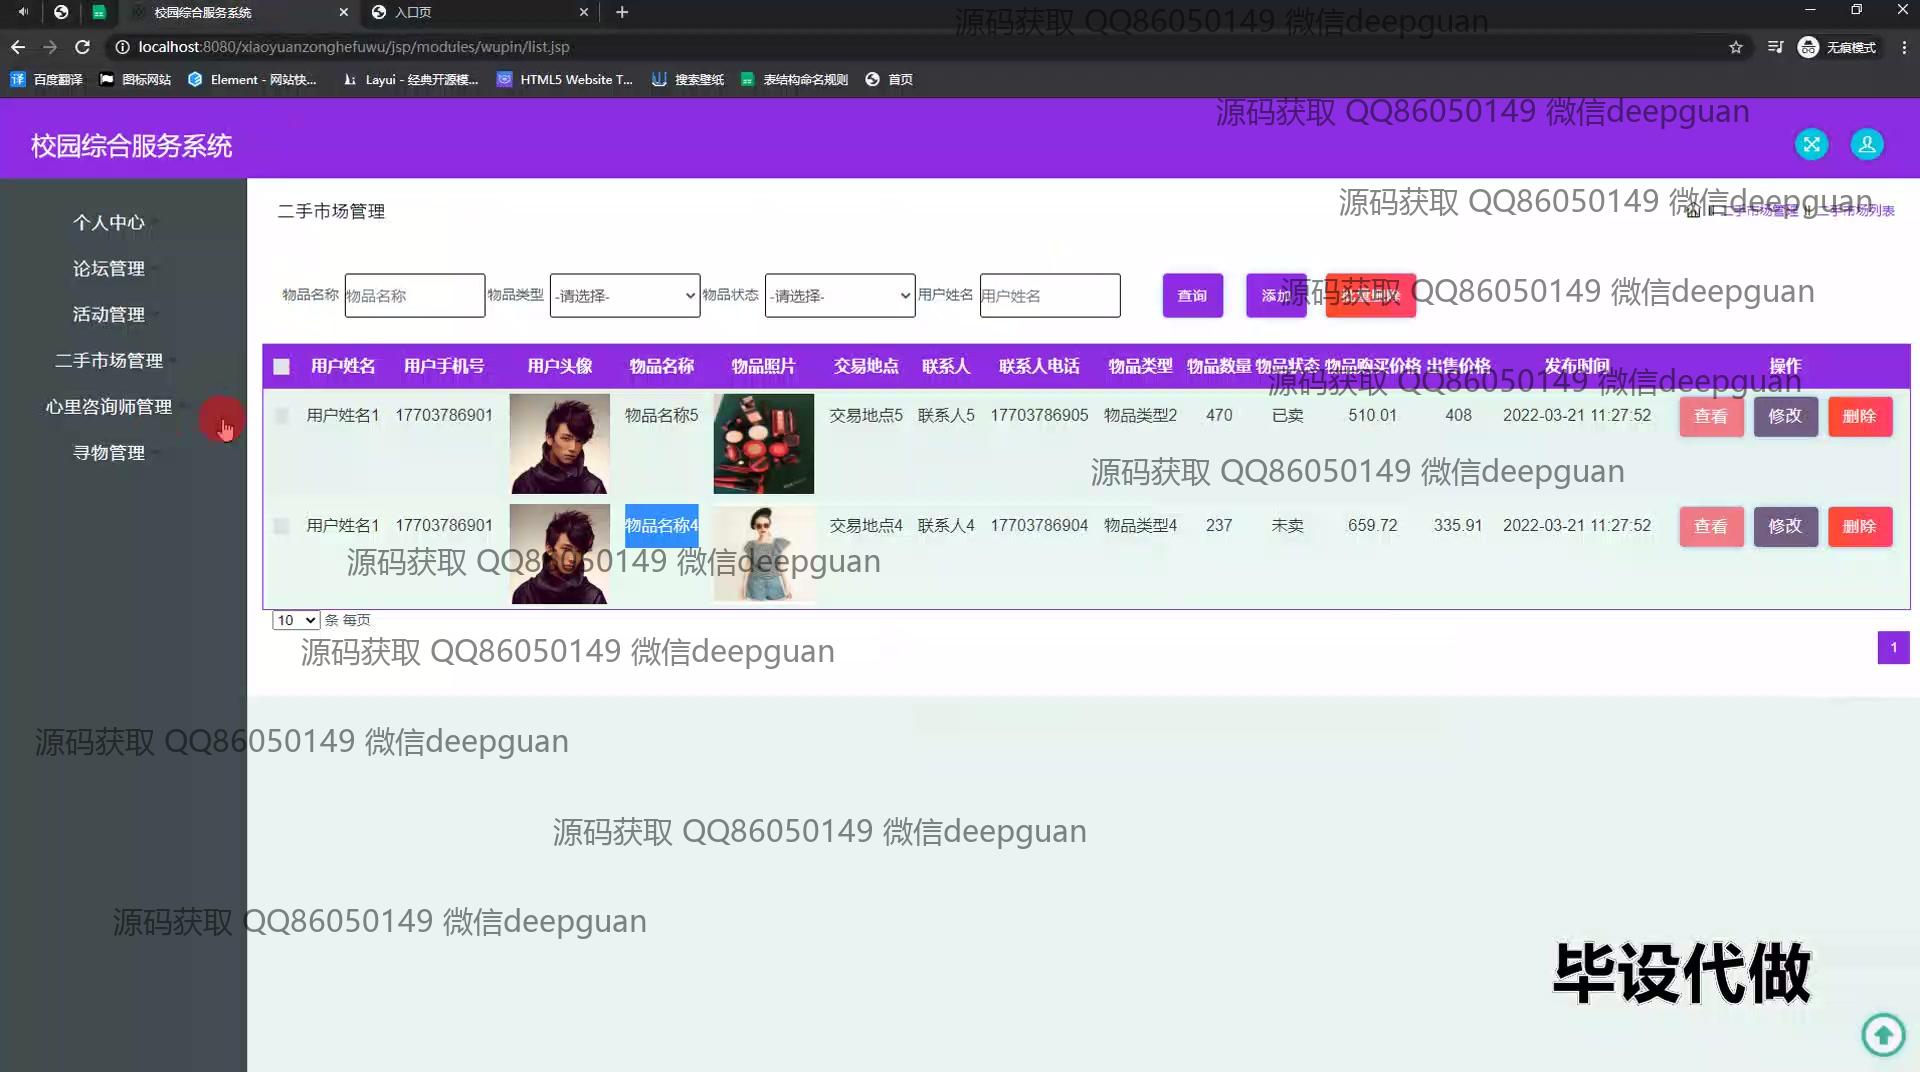 校园综合服务系统
入口页
localhost:8080/xiaoyuanzonghefuwu/jsp/modules/wupin/list.jsp
无痕模式
百度翻译 图标网站 Element - 网站快... Layui - 经典开源模... HTML5 Website T... 搜索壁纸 表结构命名规则 首页
源码获取 QQ86050149 微信deepguan
源码获取 QQ86050149 微信deepguan
校园综合服务系统
源码获取 QQ86050149 微信deepguan
二手市场管理
二手市场管理 二手市场列表
个人中心
论坛管理
活动管理
二手市场管理
心里咨询师管理
寻物管理
物品名称 物品名称 物品类型 -请选择- 物品状态 -请选择- 用户姓名 用户姓名 查询 添加 批量删除
源码获取 QQ86050149 微信deepguan
用户姓名 用户手机号 用户头像 物品名称 物品照片 交易地点 联系人 联系人电话 物品类型 物品数量 物品状态 物品购买价格 出售价格 发布时间 操作
源码获取 QQ86050149 微信deepguan
用户姓名1 17703786901 物品名称5 交易地点5 联系人5 17703786905 物品类型2 470 已卖 510.01 408 2022-03-21 11:27:52 查看 修改 删除
源码获取 QQ86050149 微信deepguan
用户姓名1 17703786901 物品名称4 交易地点4 联系人4 17703786904 物品类型4 237 未卖 659.72 335.91 2022-03-21 11:27:52 查看 修改 删除
源码获取 QQ86050149 微信deepguan
10 条 每页
1
源码获取 QQ86050149 微信deepguan
源码获取 QQ86050149 微信deepguan
源码获取 QQ86050149 微信deepguan
源码获取 QQ86050149 微信deepguan
毕设代做